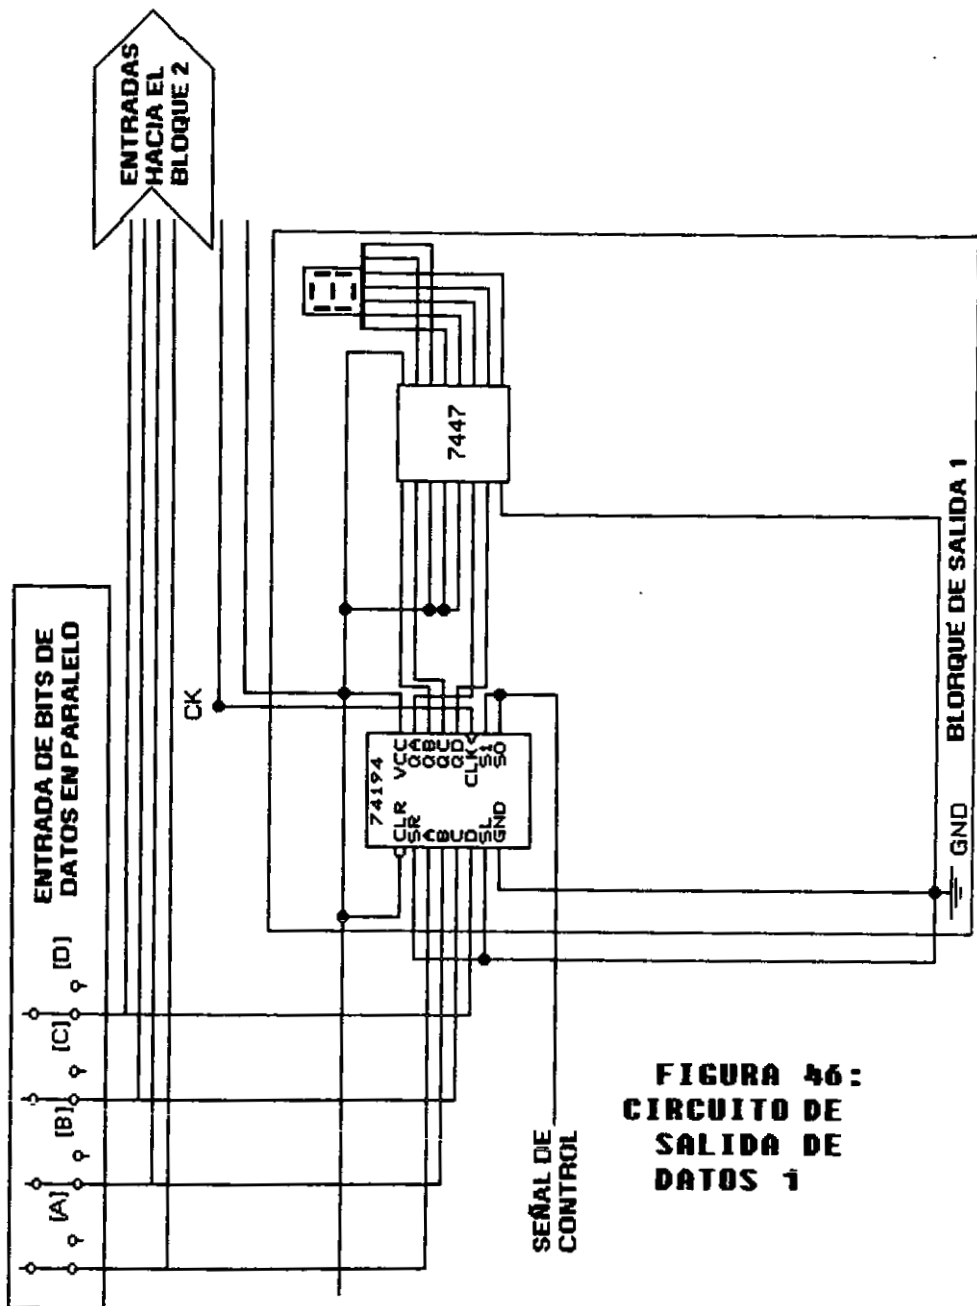 ENTRADAS
HACIA EL
BLOQUE 2
ENTRADA DE BITS DE
DATOS EN PARALELO
[A]
[B]
[C]
[D]
CK
74194
CLR
SR
A
B
C
D
SL
GND
VCC
QA
QB
QC
QD
CLK
S1
S0
7447
SEÑAL DE
CONTROL
GND
BLORQUE DE SALIDA 1
FIGURA 46:
CIRCUITO DE
SALIDA DE
DATOS 1